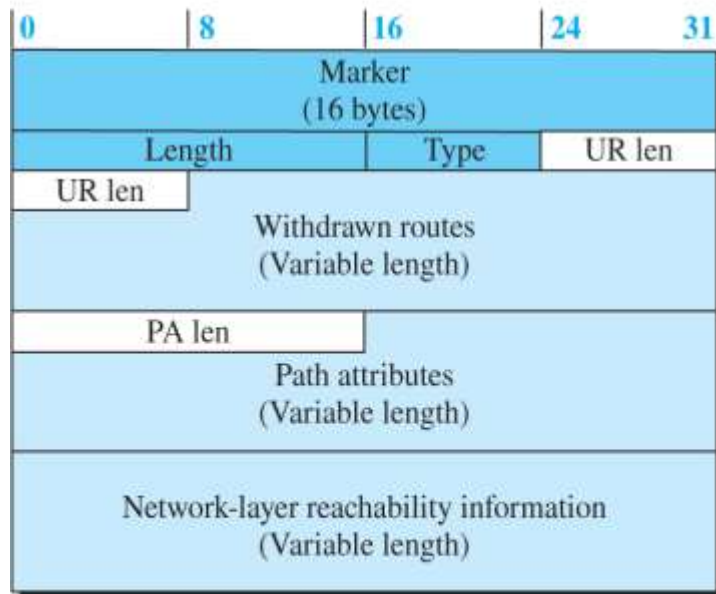 0 8 16 24 31
Marker
(16 bytes)
Length Type UR len
UR len
Withdrawn routes
(Variable length)
PA len
Path attributes
(Variable length)
Network-layer reachability information
(Variable length)